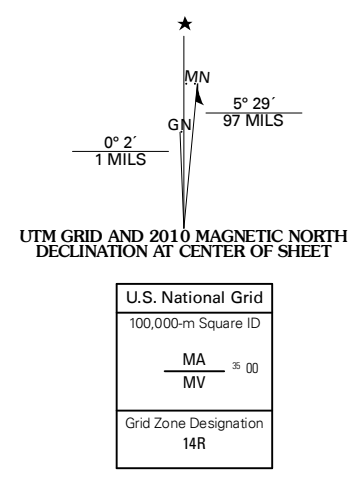 ★
MN
GN
5° 29´
97 MILS
0° 2´
1 MILS
UTM GRID AND 2010 MAGNETIC NORTH
DECLINATION AT CENTER OF SHEET
U.S. National Grid
100,000-m Square ID
MA
35 00
MV
Grid Zone Designation
14R